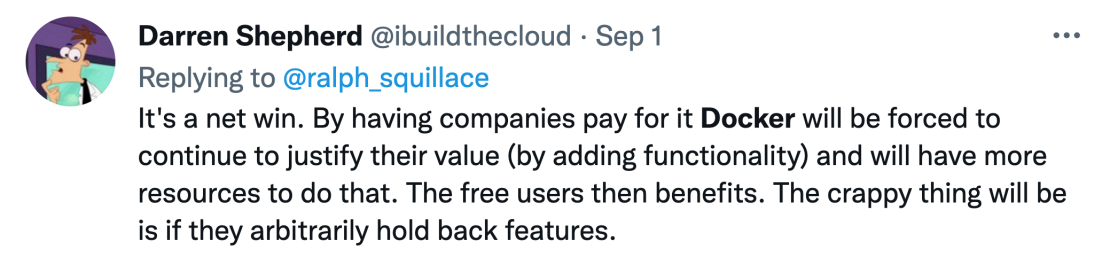 Darren Shepherd @ibuildthecloud · Sep 1
Replying to @ralph_squillace
It's a net win. By having companies pay for it Docker will be forced to
continue to justify their value (by adding functionality) and will have more
resources to do that. The free users then benefits. The crappy thing will be
is if they arbitrarily hold back features.